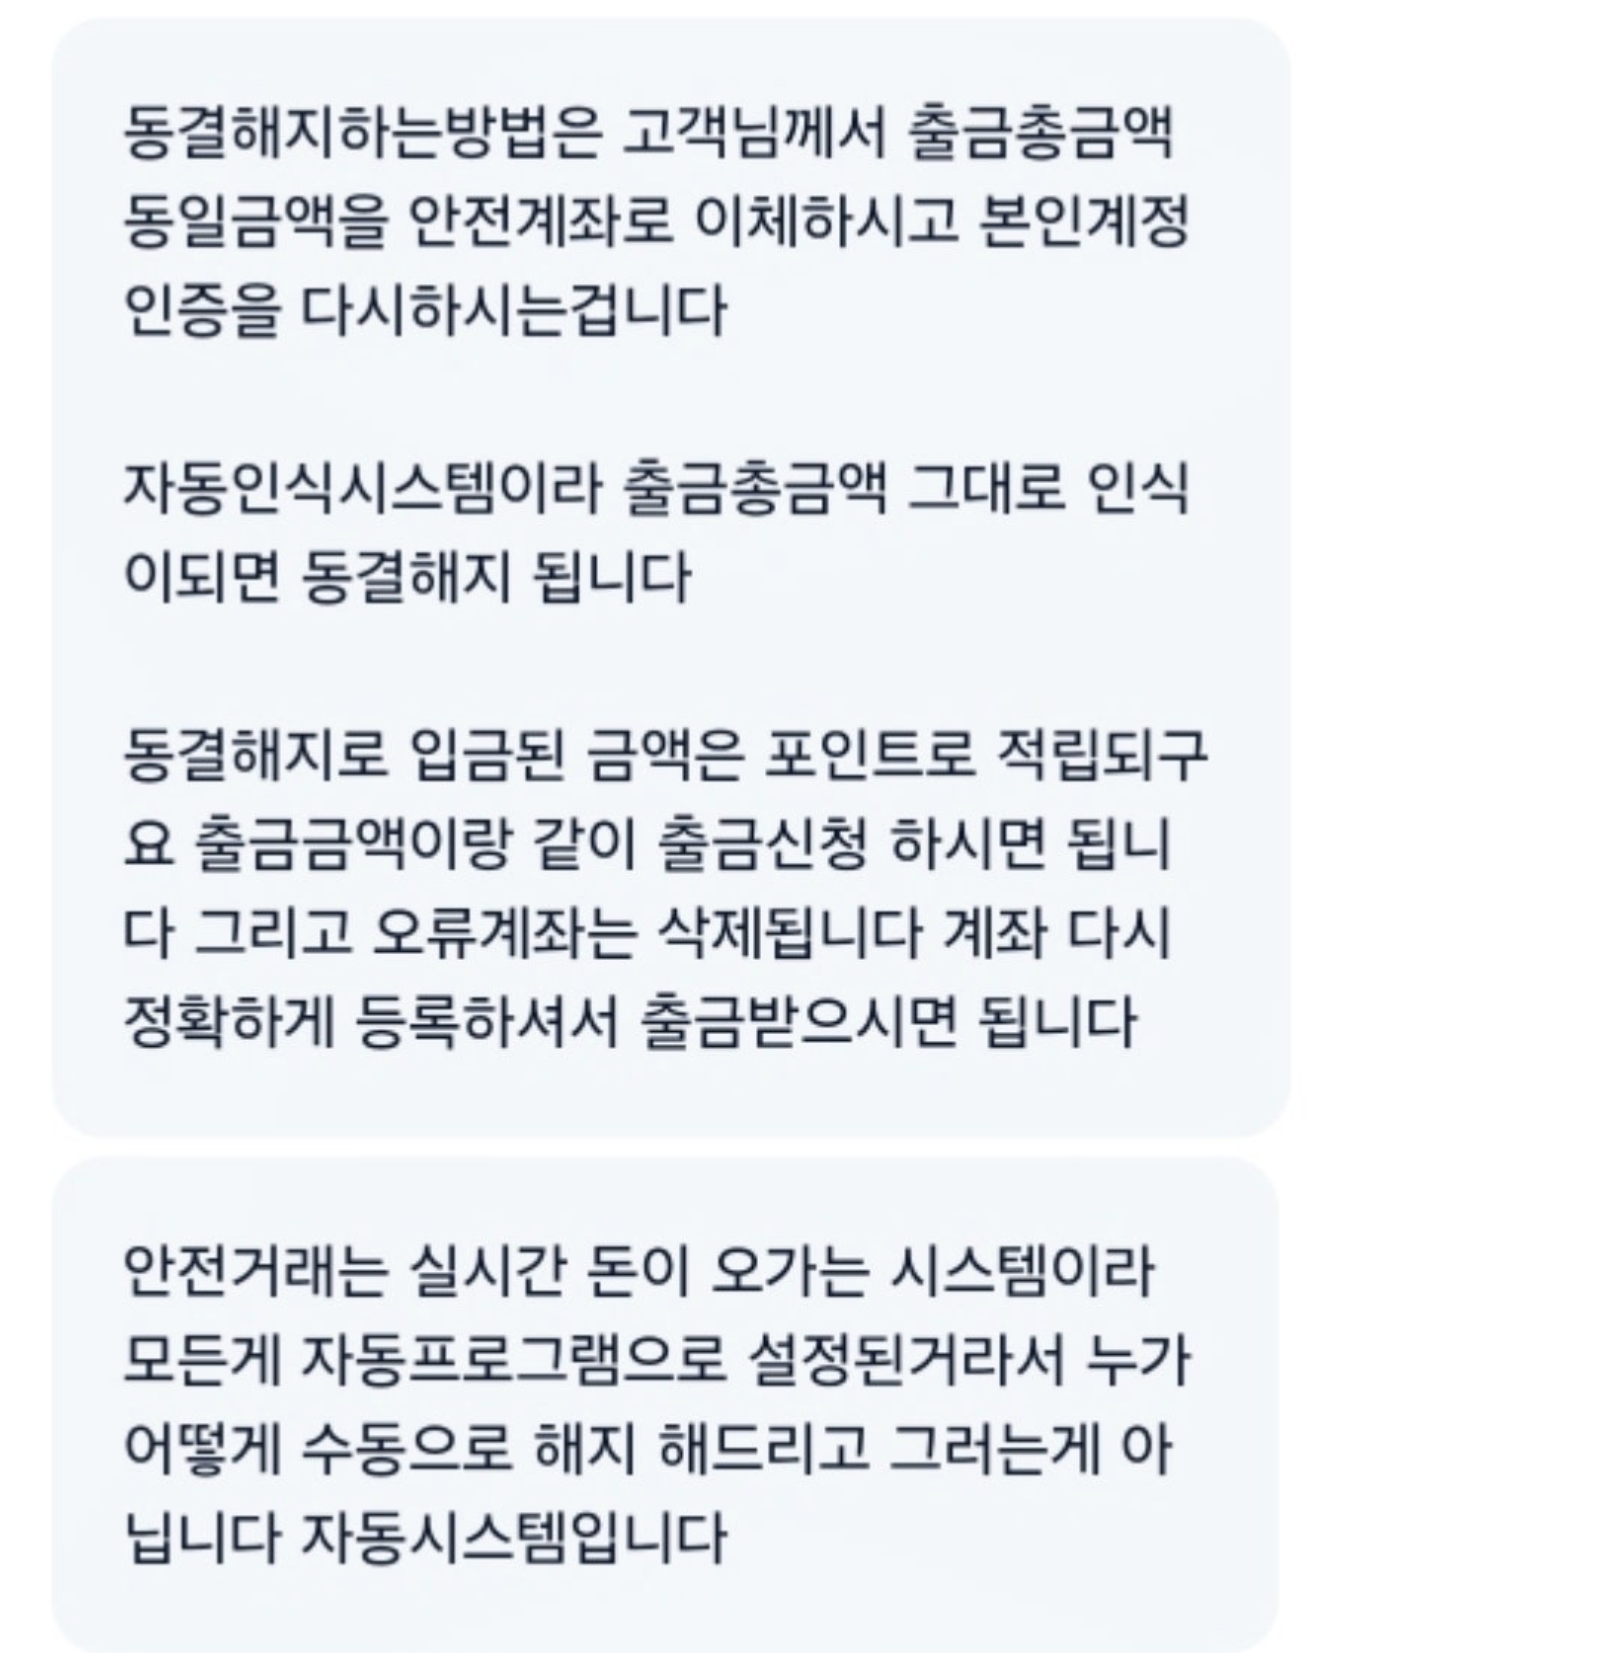 동결해지하는방법은 고객님께서 출금총금액
동일금액을 안전계좌로 이체하시고 본인계정
인증을 다시하시는겁니다
자동인식시스템이라 출금총금액 그대로 인식
이되면 동결해지 됩니다
동결해지로 입금된 금액은 포인트로 적립되구
요 출금금액이랑 같이 출금신청 하시면 됩니
다 그리고 오류계좌는 삭제됩니다 계좌 다시
정확하게 등록하셔서 출금받으시면 됩니다
안전거래는 실시간 돈이 오가는 시스템이라
모든게 자동프로그램으로 설정된거라서 누가
어떻게 수동으로 해지 해드리고 그러는게 아
닙니다 자동시스템입니다